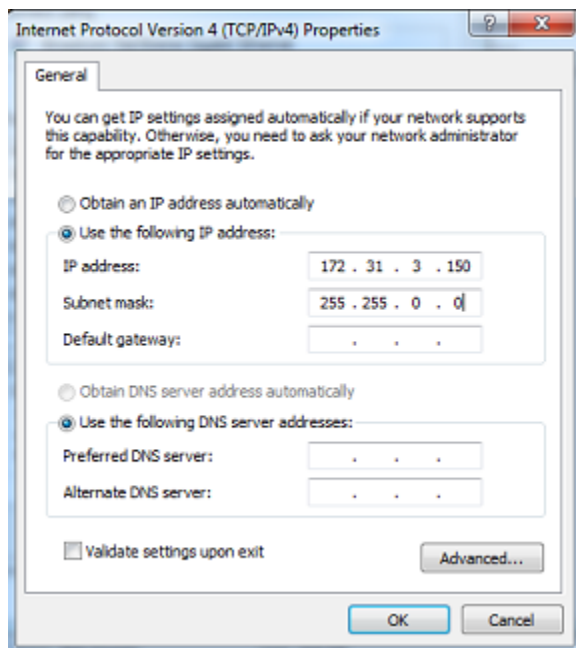 Internet Protocol Version 4 (TCP/IPv4) Properties
General
You can get IP settings assigned automatically if your network supports
this capability. Otherwise, you need to ask your network administrator
for the appropriate IP settings.
Obtain an IP address automatically
Use the following IP address:
IP address: 172 . 31 . 3 . 150
Subnet mask: 255 . 255 . 0 . 0
Default gateway: . . .
Obtain DNS server address automatically
Use the following DNS server addresses:
Preferred DNS server: . . .
Alternate DNS server: . . .
Validate settings upon exit
Advanced...
OK Cancel